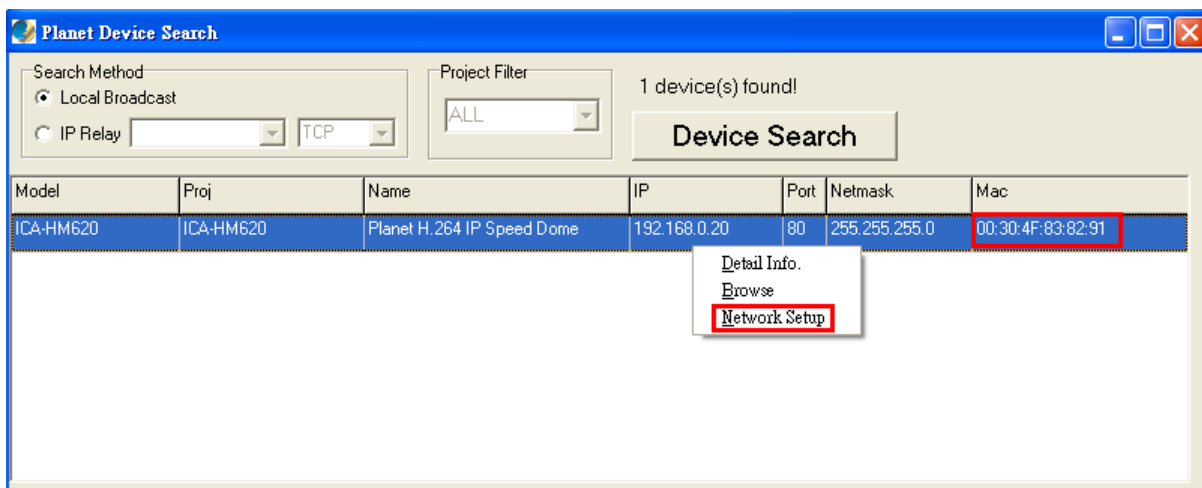 Planet Device Search
Search Method
Local Broadcast
IP Relay TCP
Project Filter
ALL
1 device(s) found!
Device Search
Model Proj Name IP Port Netmask Mac
ICA-HM620 ICA-HM620 Planet H.264 IP Speed Dome 192.168.0.20 80 255.255.255.0 00:30:4F:83:82:91
Detail Info.
Browse
Network Setup